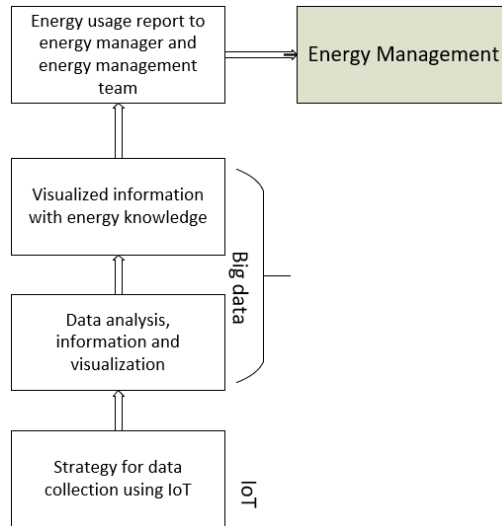 Energy usage report to
energy manager and
energy management
team
Energy Management
Visualized information
with energy knowledge
Big data
Data analysis,
information and
visualization
Strategy for data
collection using IoT
IoT